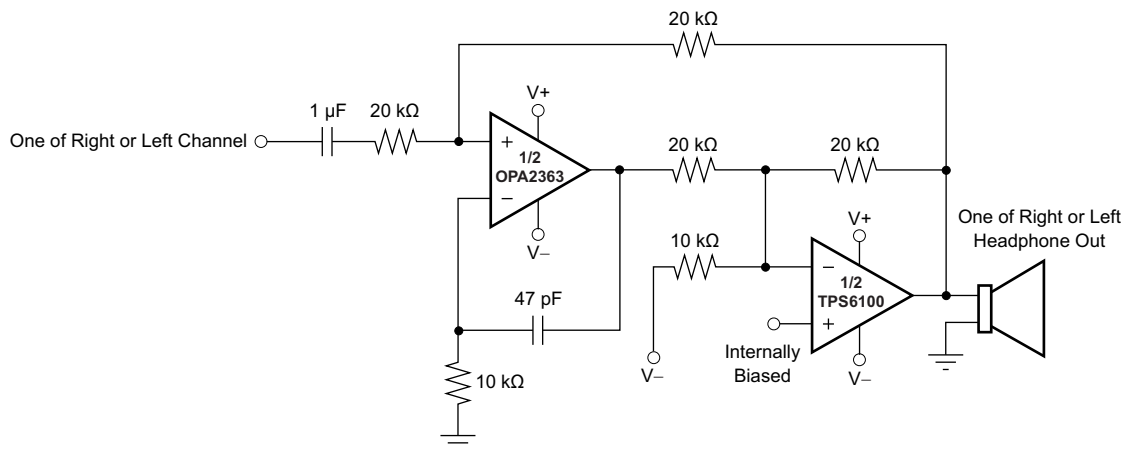 20 kΩ
1 μF
20 kΩ
V+
One of Right or Left Channel
+
1/2
OPA2363
−
V−
20 kΩ
20 kΩ
10 kΩ
V+
One of Right or Left
Headphone Out
−
1/2
TPS6100
+
47 pF
Internally
Biased
V−
V−
10 kΩ